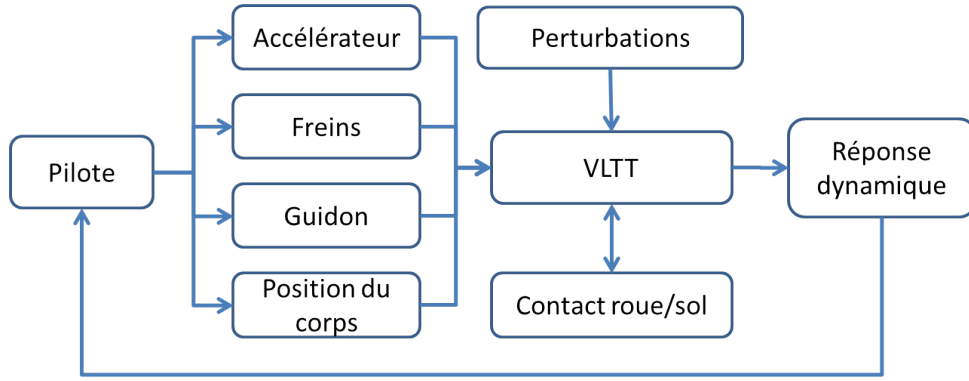 Accélérateur
Perturbations
Freins
Pilote
VLTT
Réponse
dynamique
Guidon
Position du
corps
Contact roue/sol